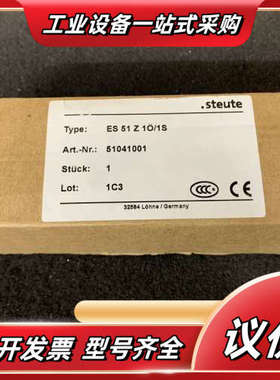 工业设备一站式采购
.steute
Type: ES 51 Z 1Ö/1S
Art.-Nr.: 51041001
Stück: 1
Lot: 1C3
CCC
32584 Löhne / Germany
开发票 型号齐全
议价